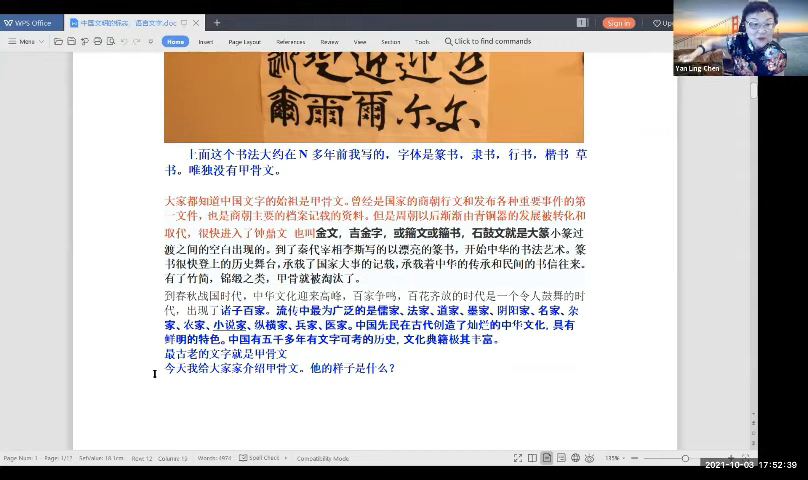 WPS Office
中国文明的标志，语言文字.doc
Sign in
Menu
Home
Insert
Page Layout
References
Review
View
Section
Tools
Click to find commands
Yan Ling Chen
迎 近 迎
爾 爾 爾 尔 尔
上面这个书法大约在 N 多年前我写的，字体是篆书，隶书，行书，楷书 草
书。唯独没有甲骨文。
大家都知道中国文字的始祖是甲骨文。曾经是国家的商朝行文和发布各种重要事件的第
一文件，也是商朝主要的档案记载的资料。但是周朝以后渐渐由青铜器的发展被转化和
取代，很快进入了钟鼎文 也叫金文，吉金字，或籀文或籀书，石鼓文就是大篆小篆过
渡之间的空白出现的。到了秦代宰相李斯写的以漂亮的篆书，开始中华的书法艺术。篆
书很快登上的历史舞台，承载了国家大事的记载，承载着中华的传承和民间的书信往来。
有了竹简，锦缎之类，甲骨就被淘汰了。
到春秋战国时代，中华文化迎来高峰，百家争鸣，百花齐放的时代是一个令人鼓舞的时
代，出现了诸子百家。流传中最为广泛的是儒家、法家、道家、墨家、阴阳家、名家、杂
家、农家、小说家、纵横家、兵家、医家。中国先民在古代创造了灿烂的中华文化，具有
鲜明的特色。中国有五千多年有文字可考的历史，文化典籍极其丰富。
最古老的文字就是甲骨文
今天我给大家家介绍甲骨文。他的样子是什么？
Page Num: 1
Page: 1/17
SetValue: 18.1cm
Row: 12
Column: 19
Words: 4974
Spell Check
Compatibility Mode
135%
2021-10-03 17:52:39